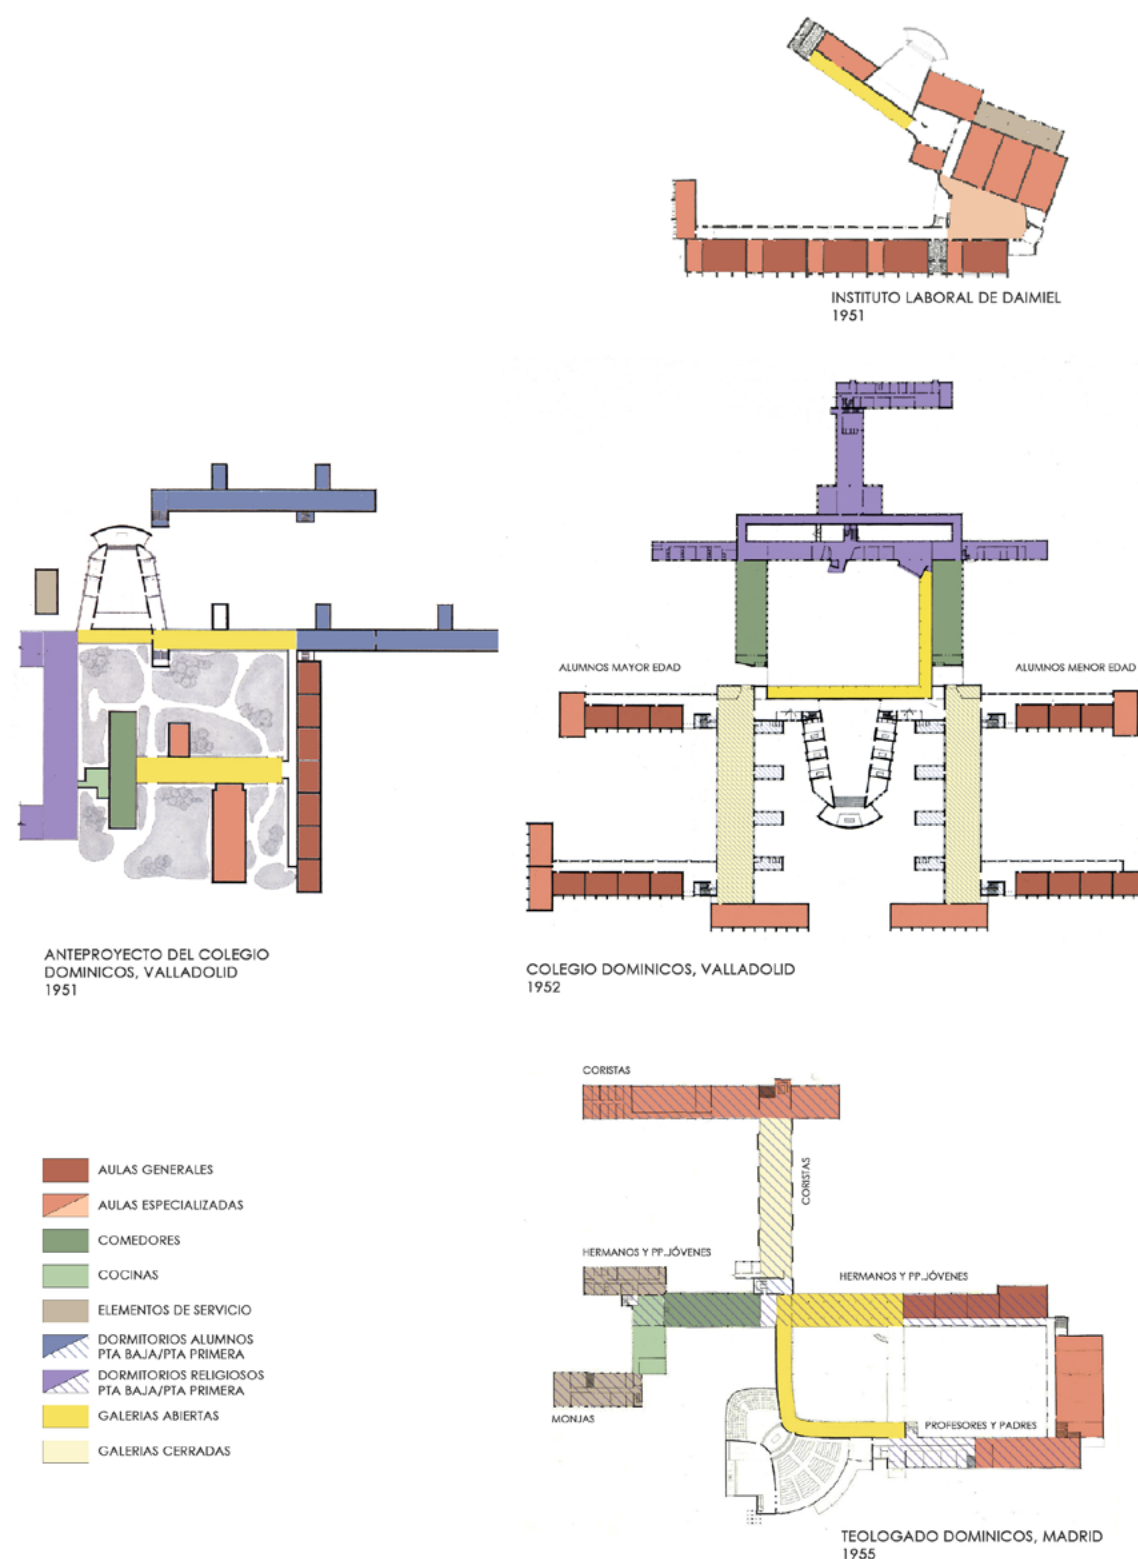 INSTITUTO LABORAL DE DAIMIEL
1951
ALUMNOS MAYOR EDAD
ALUMNOS MENOR EDAD
ANTEPROYECTO DEL COLEGIO
DOMINICOS, VALLADOLID
1951
COLEGIO DOMINICOS, VALLADOLID
1952
CORISTAS
CORISTAS
HERMANOS Y PP.JÓVENES
HERMANOS Y PP.JÓVENES
MONJAS
PROFESORES Y PADRES
TEOLOGADO DOMINICOS, MADRID
1955
AULAS GENERALES
AULAS ESPECIALIZADAS
COMEDORES
COCINAS
ELEMENTOS DE SERVICIO
DORMITORIOS ALUMNOS
PTA BAJA/PTA PRIMERA
DORMITORIOS RELIGIOSOS
PTA BAJA/PTA PRIMERA
GALERIAS ABIERTAS
GALERIAS CERRADAS